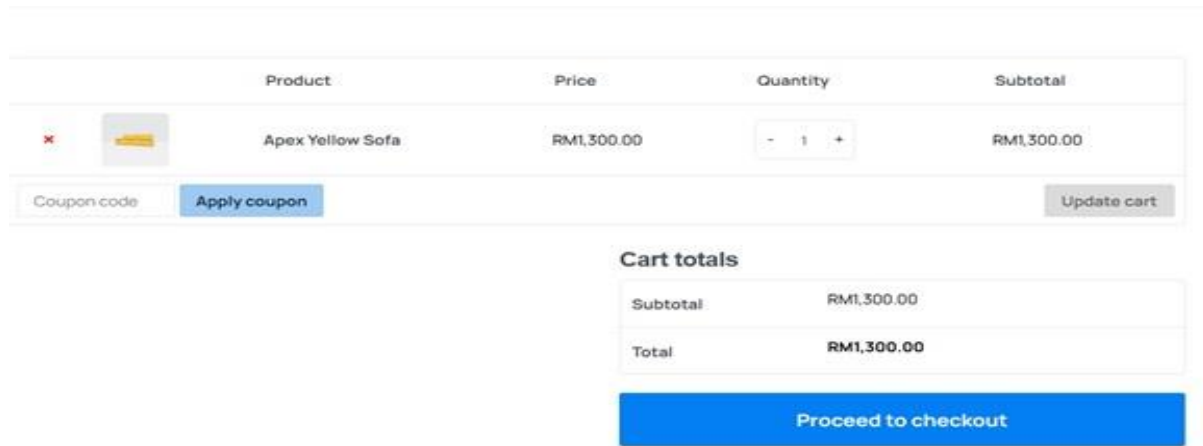 Product Price Quantity Subtotal
× Apex Yellow Sofa RM1,300.00 - 1 + RM1,300.00
Coupon code Apply coupon Update cart
Cart totals
Subtotal RM1,300.00
Total RM1,300.00
Proceed to checkout